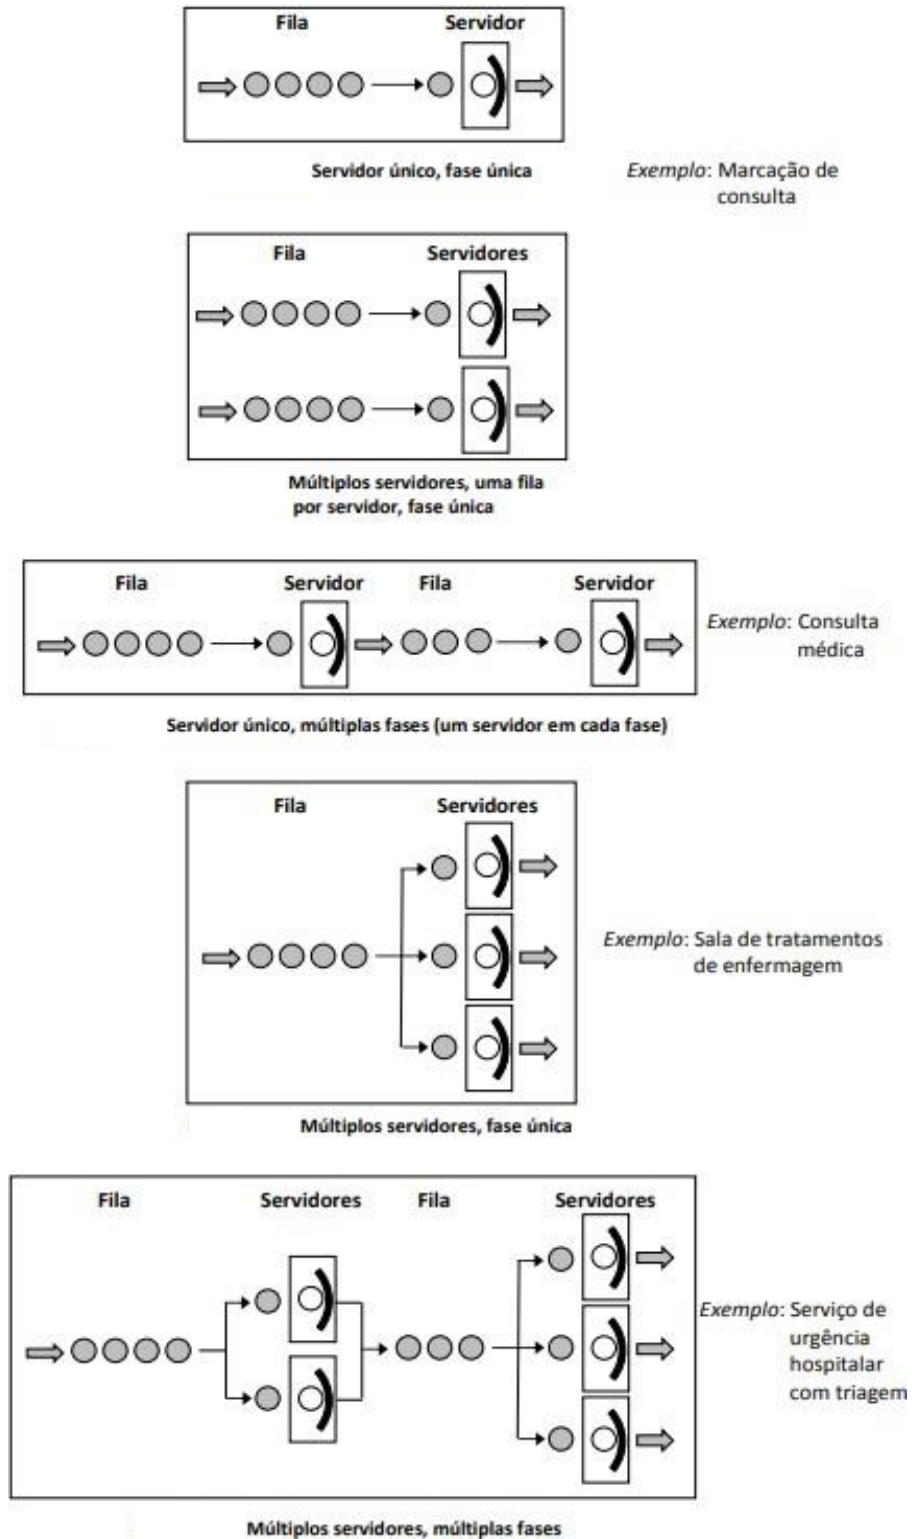 Fila Servidor
Servidor único, fase única
Exemplo: Marcação de
consulta
Fila Servidores
Múltiplos servidores, uma fila
por servidor, fase única
Fila Servidor Fila Servidor
Exemplo: Consulta
médica
Servidor único, múltiplas fases (um servidor em cada fase)
Fila Servidores
Exemplo: Sala de tratamentos
de enfermagem
Múltiplos servidores, fase única
Fila Servidores Fila Servidores
Exemplo: Serviço de
urgência
hospitalar
com triagem
Múltiplos servidores, múltiplas fases